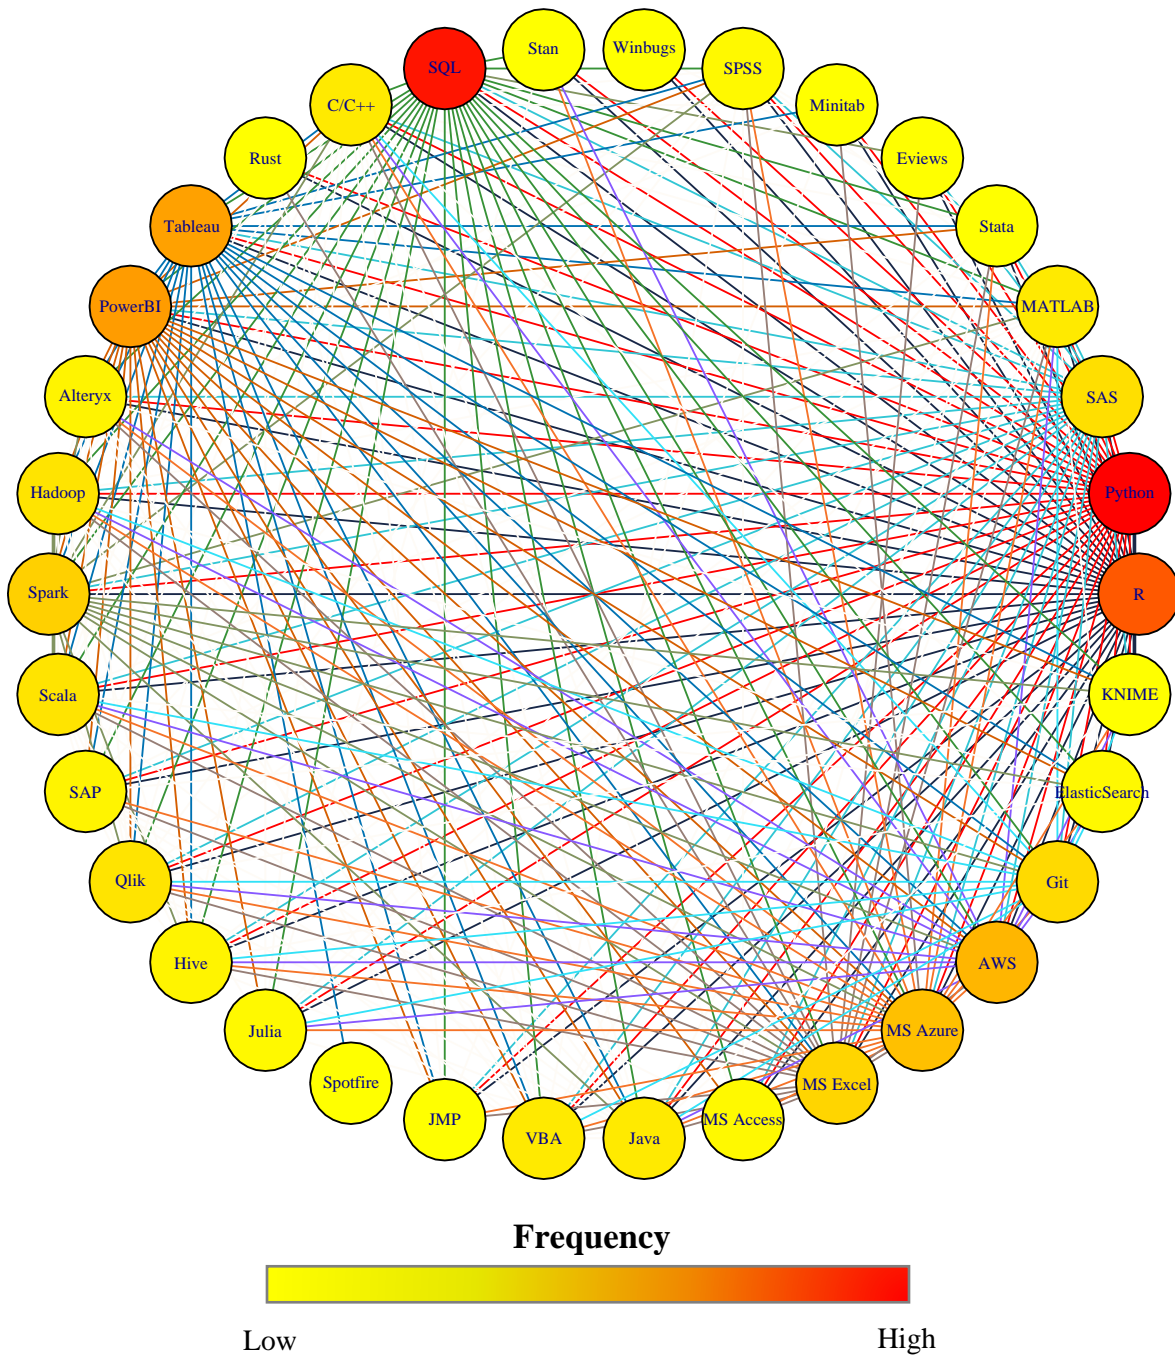 Stan
Winbugs
SQL
SPSS
C/C++
Minitab
Rust
Eviews
Tableau
Stata
PowerBI
MATLAB
Alteryx
SAS
Hadoop
Python
Spark
R
Scala
KNIME
SAP
ElasticSearch
Qlik
Git
Hive
AWS
Julia
MS Azure
Spotfire
MS Excel
JMP
MS Access
VBA
Java
Frequency
Low
High